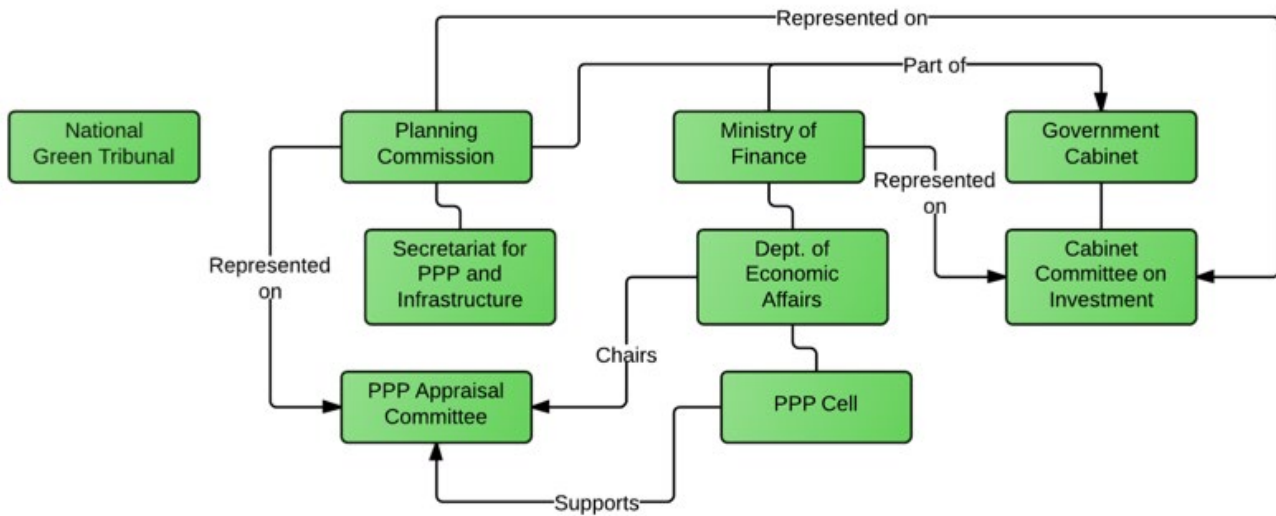 Represented on
Part of
National
Green Tribunal
Planning
Commission
Ministry of
Finance
Government
Cabinet
Represented
on
Secretariat for
PPP and
Infrastructure
Dept. of
Economic
Affairs
Cabinet
Committee on
Investment
Represented
on
Chairs
PPP Appraisal
Committee
PPP Cell
Supports